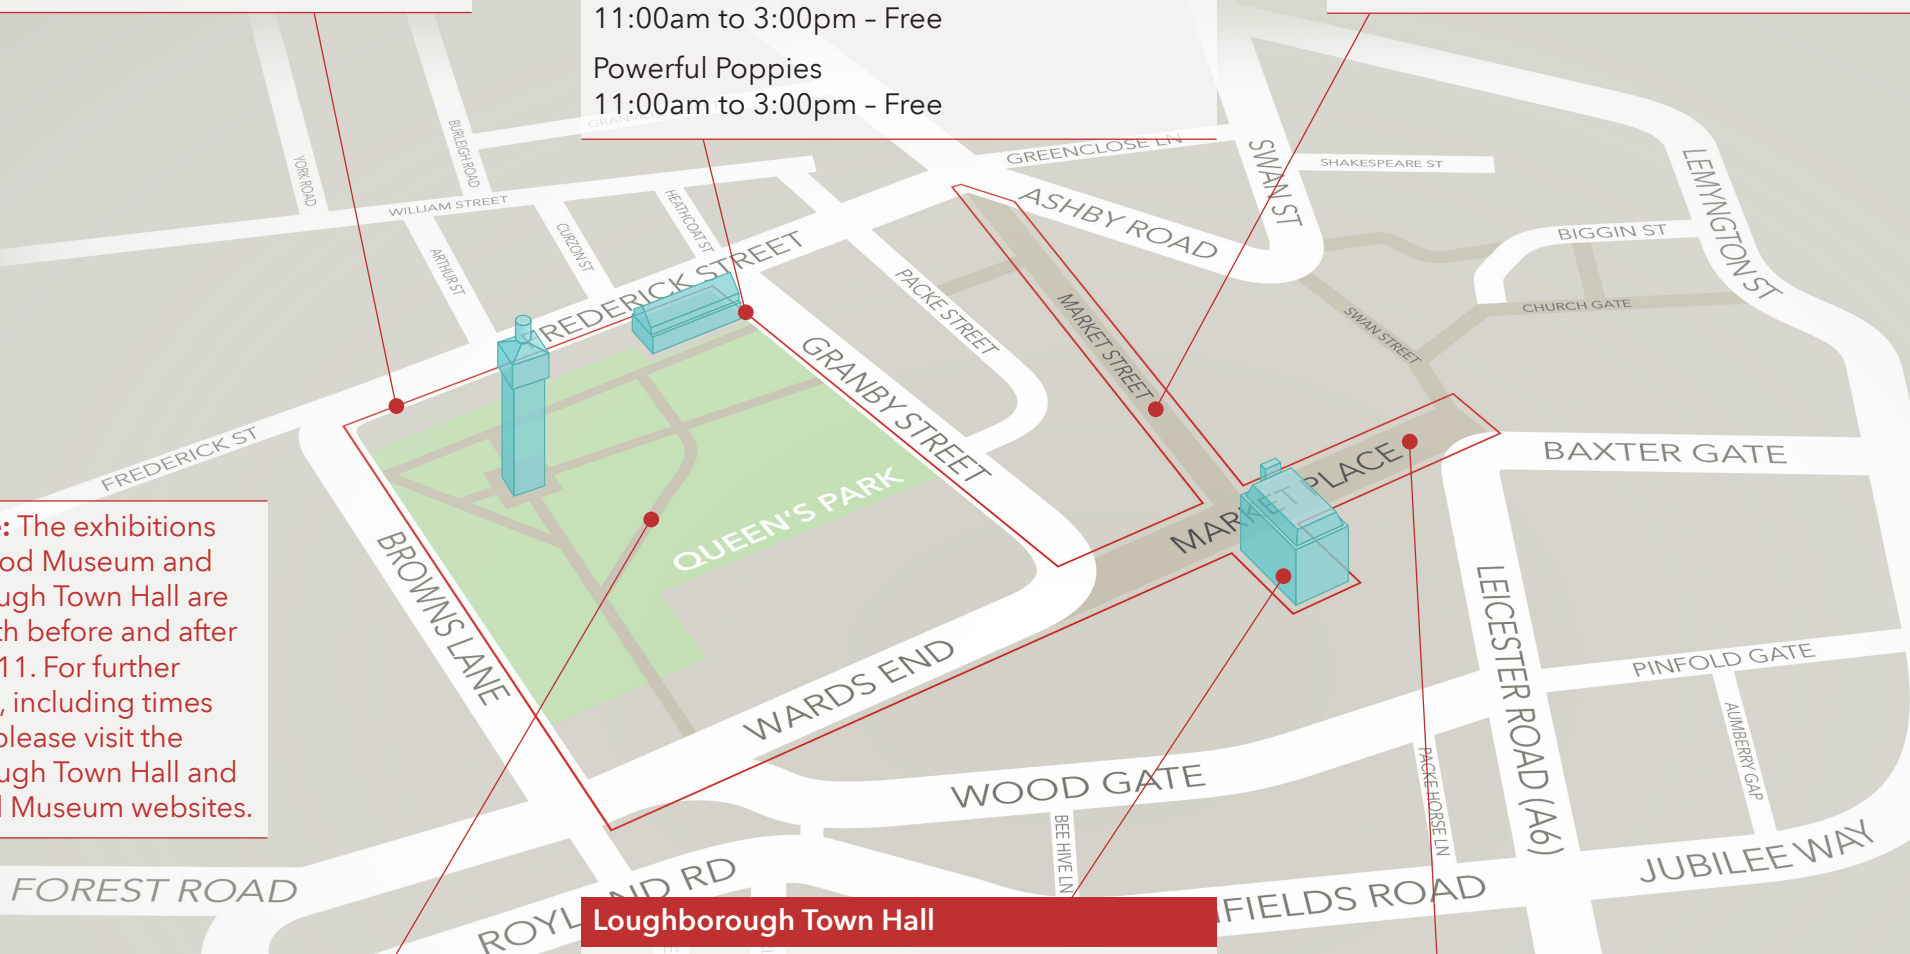 11:00am to 3:00pm – Free
Powerful Poppies
11:00am to 3:00pm – Free
YORK ROAD
BURLEIGH ROAD
WILLIAM STREET
ARTHUR ST
CURZON ST
HEATHCOAT ST
FREDERICK STREET
GREENCLOSE LN
ASHBY ROAD
SWAN ST
SHAKESPEARE ST
LEMYNGTON ST
BIGGIN ST
CHURCH GATE
SWAN STREET
PACKE STREET
MARKET STREET
GRANBY STREET
FREDERICK ST
QUEEN'S PARK
MARKET PLACE
BAXTER GATE
e: The exhibitions
od Museum and
ugh Town Hall are
th before and after
11. For further
, including times
please visit the
ugh Town Hall and
d Museum websites.
BROWNS LANE
WARDS END
LEICESTER ROAD (A6)
PINFOLD GATE
AUMBERRY GAP
WOOD GATE
PACKE HORSE LN
BEE HIVE LN
JUBILEE WAY
FOREST ROAD
ROYL ND RD
FIELDS ROAD
Loughborough Town Hall